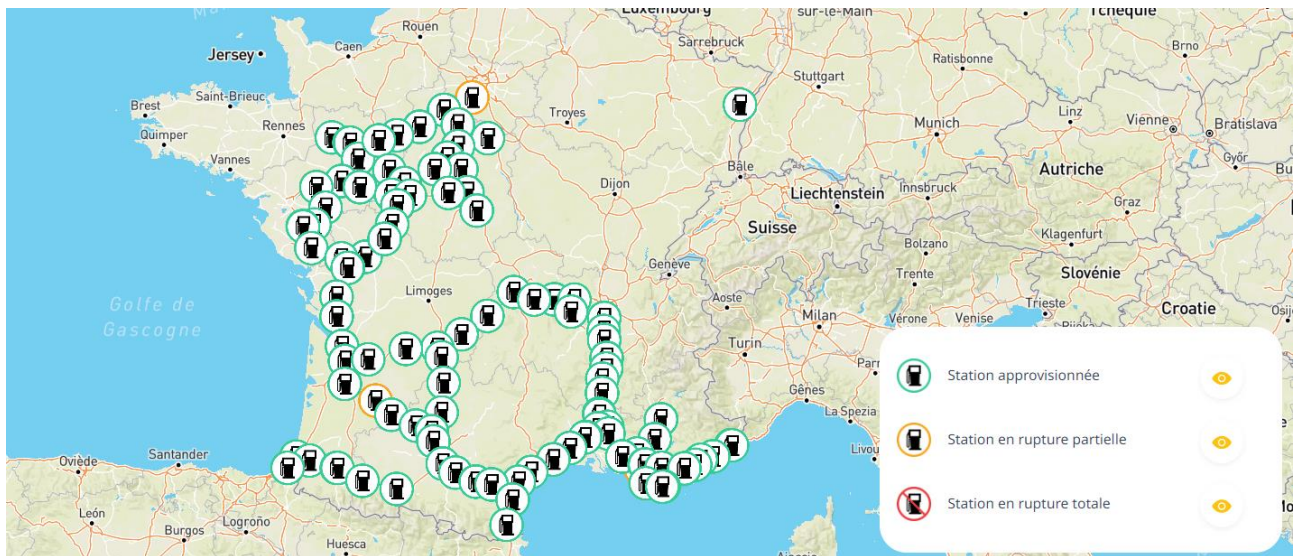 Luxembourg
sur-le-Main
Tchéquie
Rouen
Jersey
Caen
Sarrebruck
Ratisbonne
Brno
Stuttgart
Brest
Saint-Brieuc
Troyes
Linz
Vienne
Bratislava
Quimper
Rennes
Munich
Vannes
Győr
Dijon
Bâle
Autriche
Liechtenstein
Innsbruck
Graz
Suisse
Klagenfurt
Bolzano
Genève
Slovénie
Trente
Limoges
Aoste
Golfe de
Gascogne
Milan
Vérone
Venise
Trieste
Croatie
Turin
Station approvisionnée
Gênes
La Spezia
Station en rupture partielle
Oviédo
Santander
León
Logroño
Station en rupture totale
Burgos
Huesca